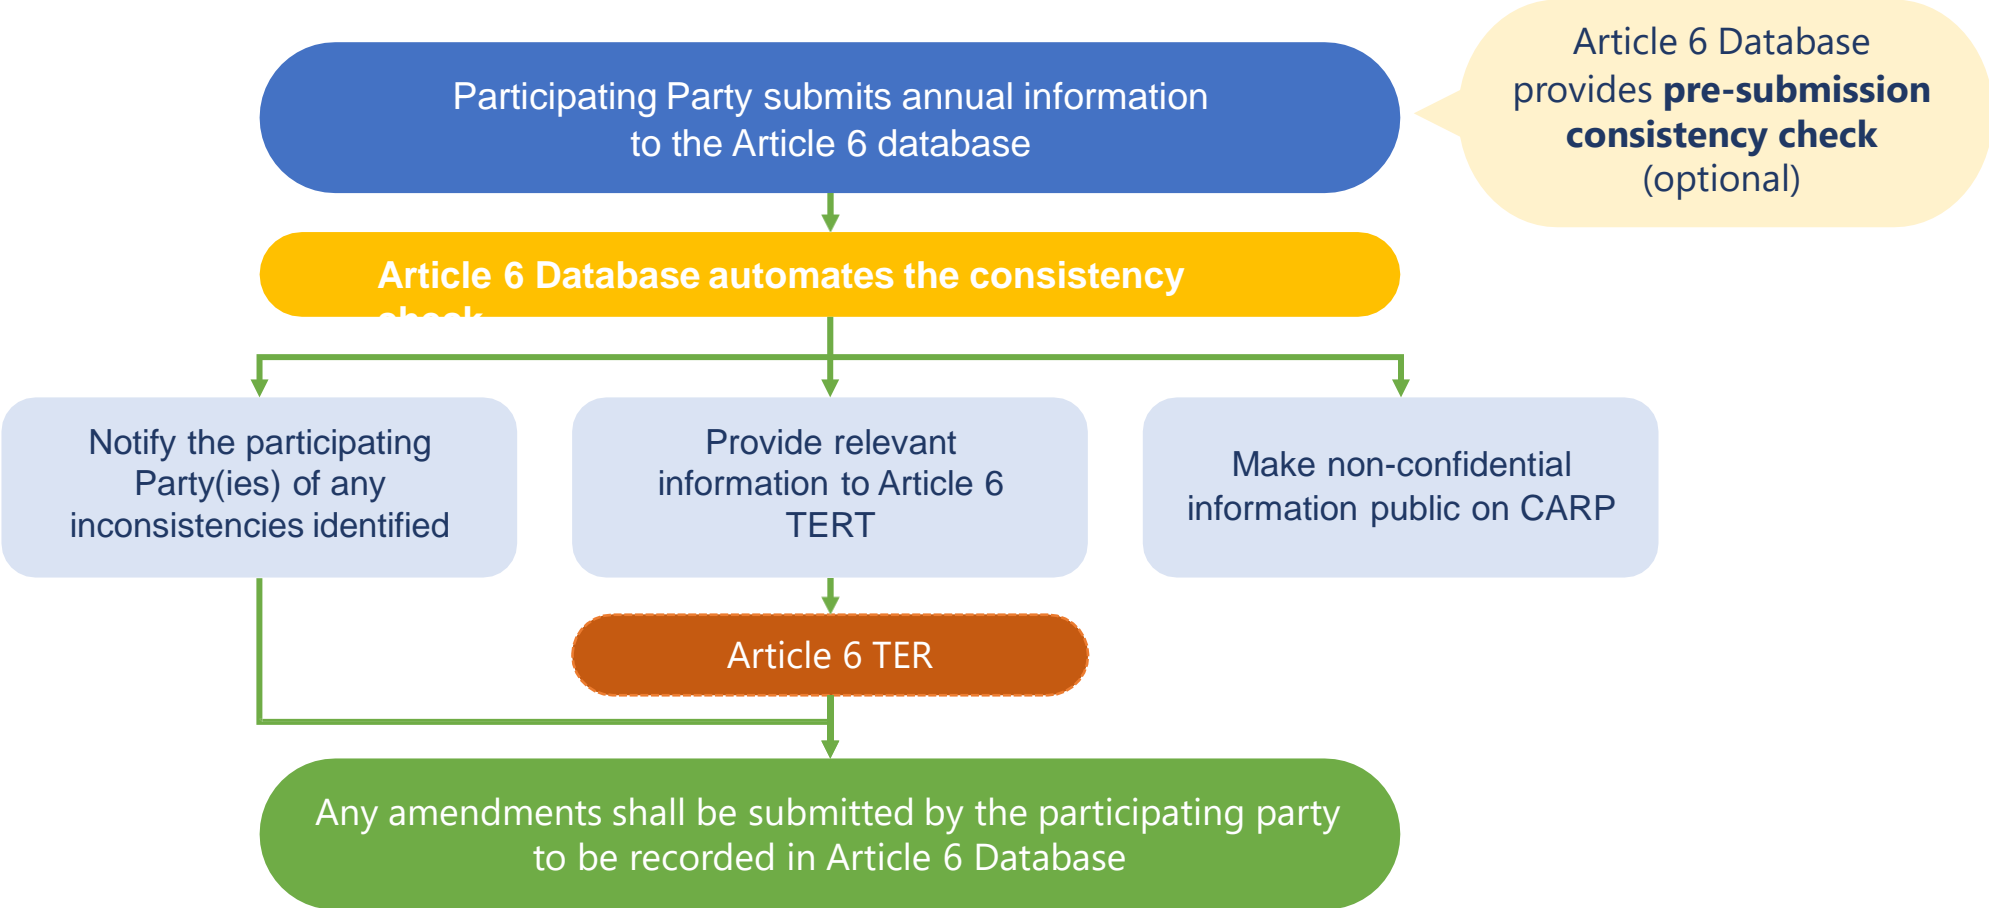 Article 6 Database
provides pre-submission
consistency check
(optional)
Participating Party submits annual information
to the Article 6 database
Article 6 Database automates the consistency
check
Notify the participating
Party(ies) of any
inconsistencies identified
Provide relevant
information to Article 6
TERT
Make non-confidential
information public on CARP
Article 6 TER
Any amendments shall be submitted by the participating party
to be recorded in Article 6 Database